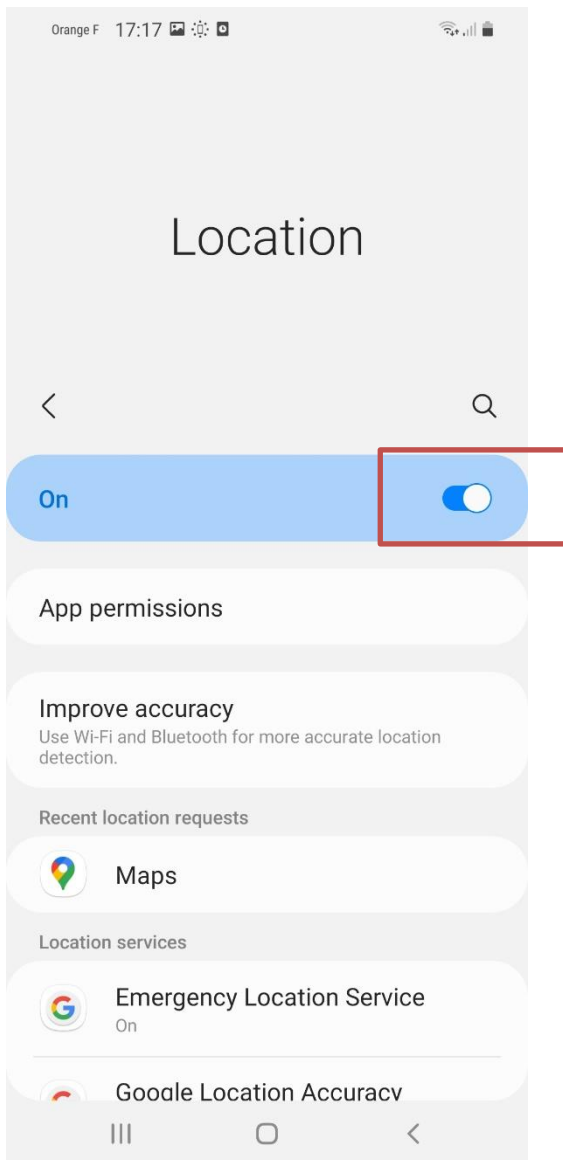 Orange F 17:17
Location
On
App permissions
Improve accuracy
Use Wi-Fi and Bluetooth for more accurate location
detection.
Recent location requests
Maps
Location services
Emergency Location Service
On
Google Location Accuracy